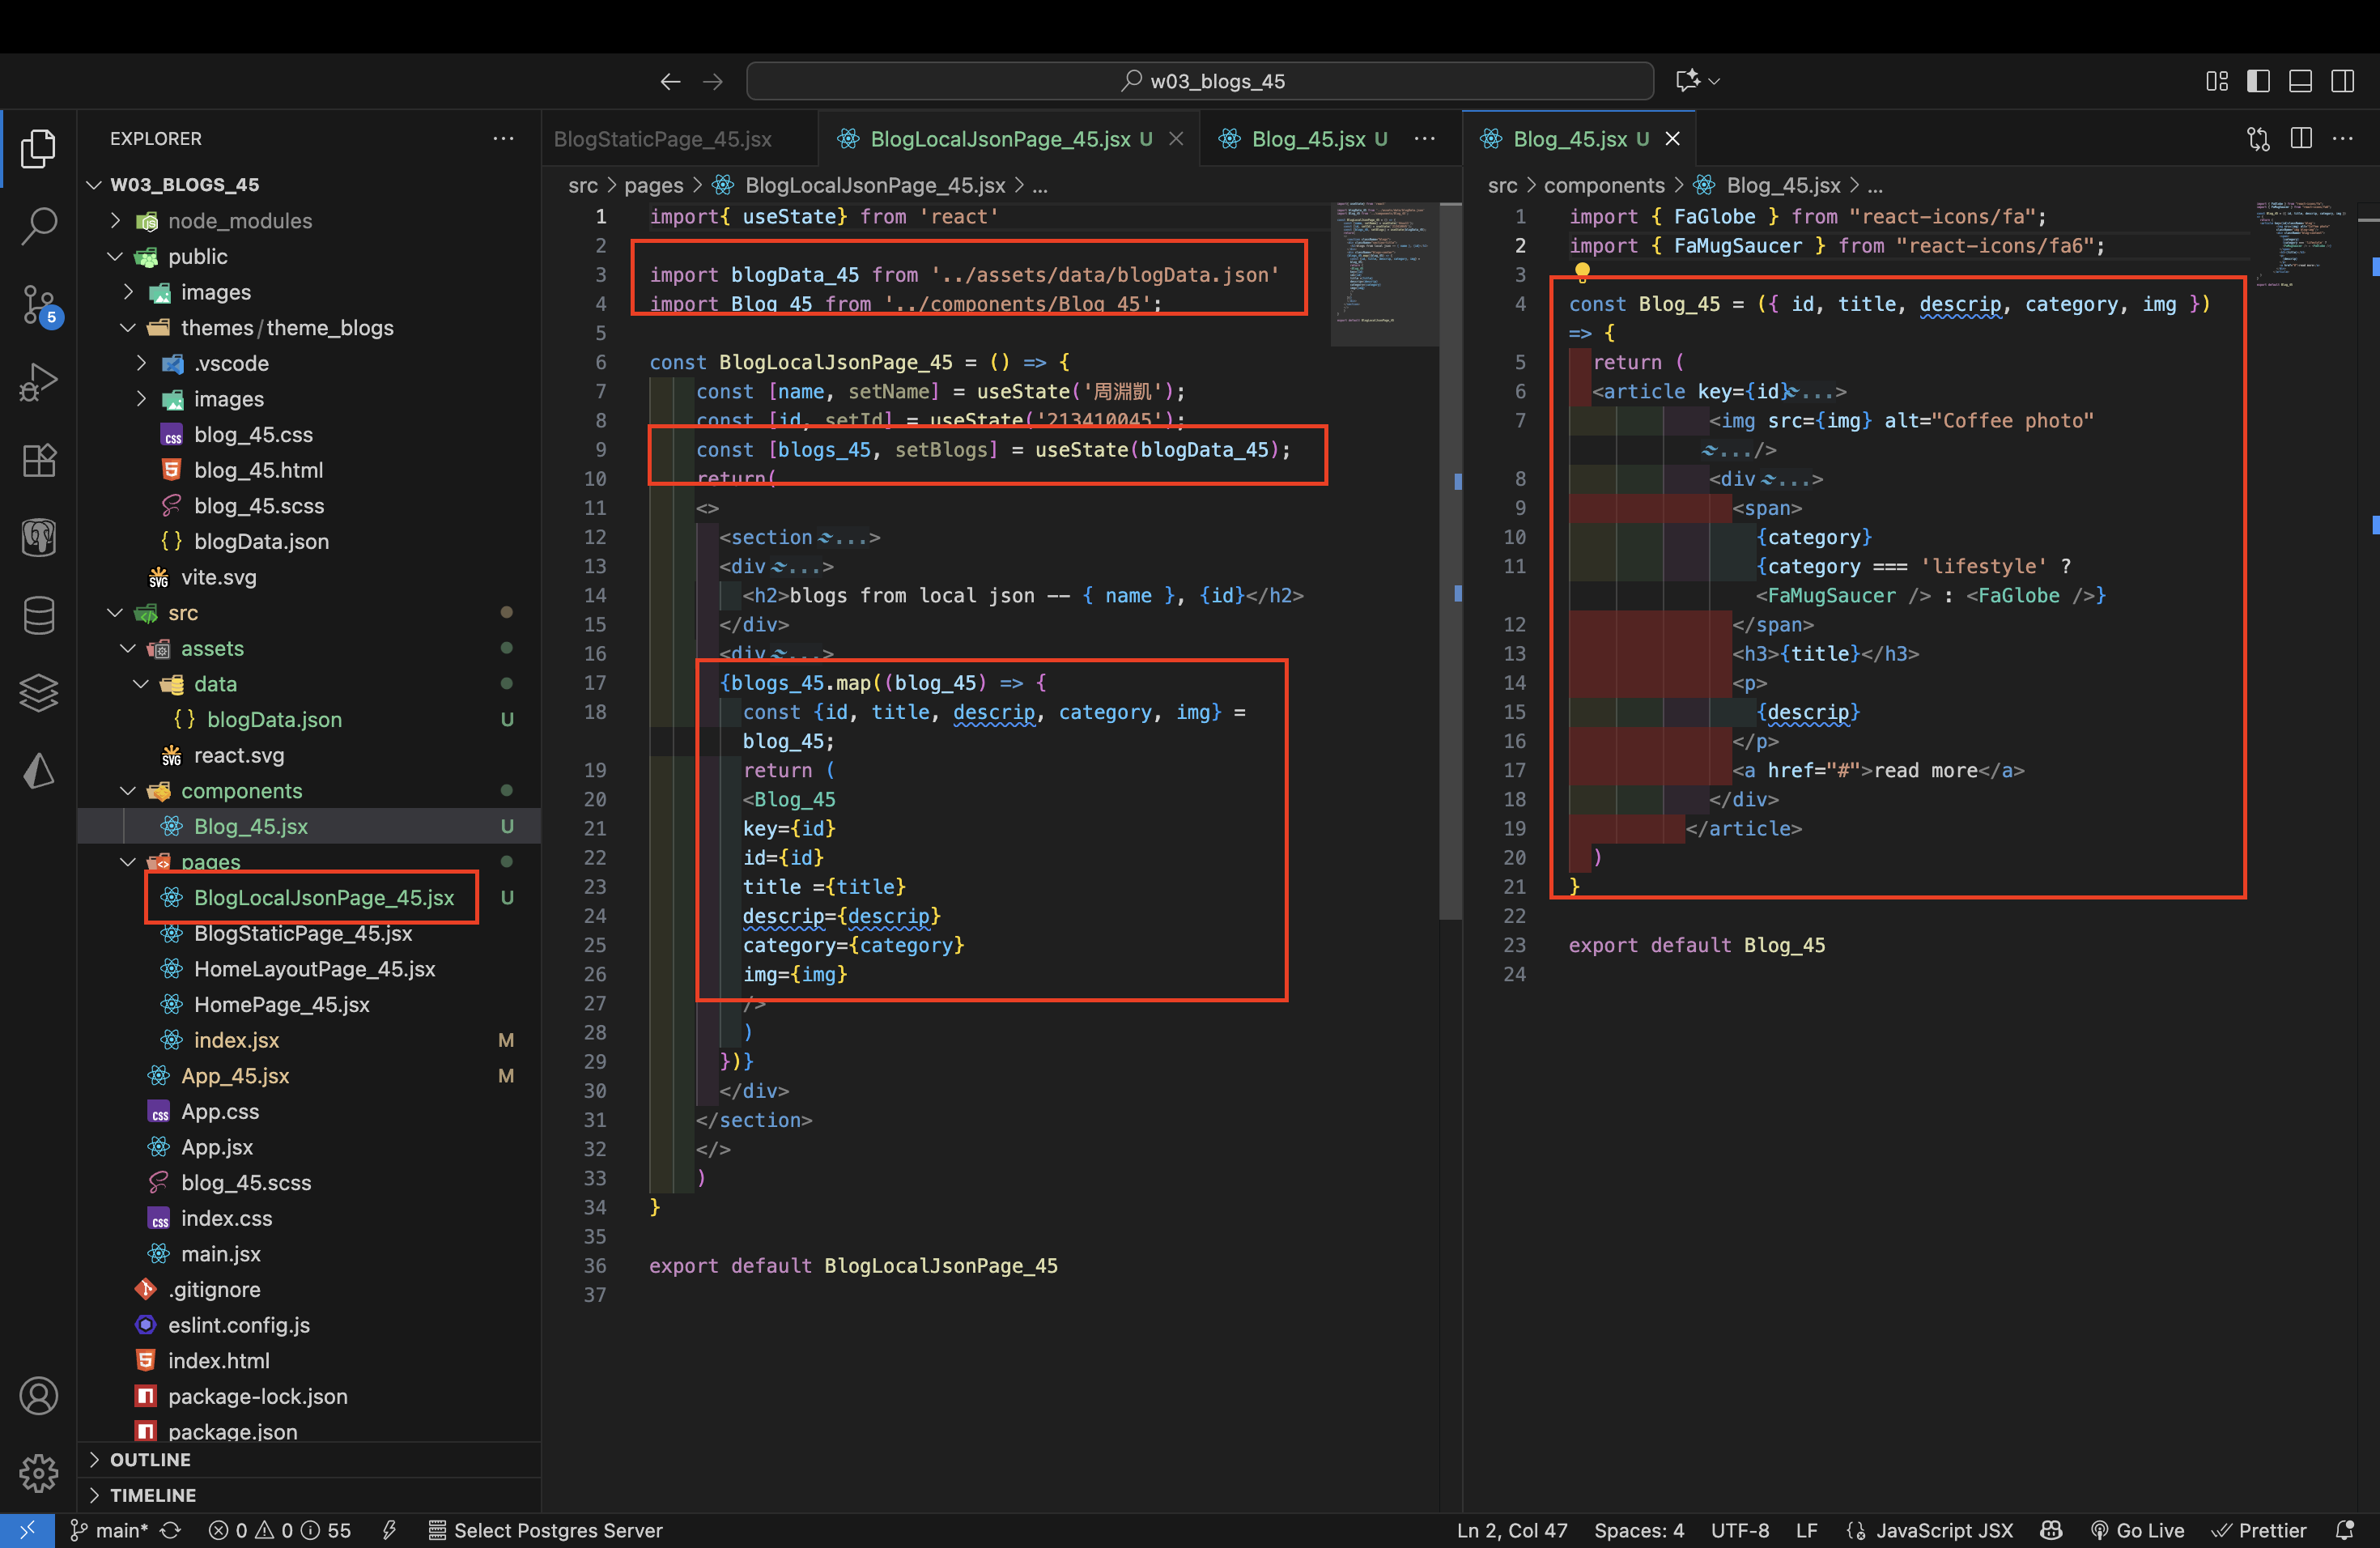 w03_blogs_45
EXPLORER
W03_BLOGS_45
node_modules
public
images
themes/theme_blogs
.vscode
images
blog_45.css
blog_45.html
blog_45.scss
blogData.json
vite.svg
src
assets
data
blogData.json U
react.svg
components
Blog_45.jsx U
pages
BlogLocalJsonPage_45.jsx U
BlogStaticPage_45.jsx
HomeLayoutPage_45.jsx
HomePage_45.jsx
index.jsx M
App_45.jsx M
App.css
App.jsx
blog_45.scss
index.css
main.jsx
.gitignore
eslint.config.js
index.html
package-lock.json
package.json
OUTLINE
TIMELINE
5
BlogStaticPage_45.jsx BlogLocalJsonPage_45.jsx U Blog_45.jsx U
src > pages > BlogLocalJsonPage_45.jsx > ...
1 import{ useState} from 'react'
2
3 import blogData_45 from '../assets/data/blogData.json'
4 import Blog_45 from '../components/Blog_45';
5
6 const BlogLocalJsonPage_45 = () => {
7 const [name, setName] = useState('周淵凱');
8 const [id, setId] = useState('213410045');
9 const [blogs_45, setBlogs] = useState(blogData_45);
10 return(
11 <>
12 <section ...>
13 <div ...>
14 <h2>blogs from local json -- { name }, {id}</h2>
15 </div>
16 <div ...>
17 {blogs_45.map((blog_45) => {
18 const {id, title, descrip, category, img} =
blog_45;
19 return (
20 <Blog_45
21 key={id}
22 id={id}
23 title ={title}
24 descrip={descrip}
25 category={category}
26 img={img}
27 />
28 )
29 })}
30 </div>
31 </section>
32 </>
33 )
34 }
35
36 export default BlogLocalJsonPage_45
37
Blog_45.jsx U
src > components > Blog_45.jsx > ...
1 import { FaGlobe } from "react-icons/fa";
2 import { FaMugSaucer } from "react-icons/fa6";
3
4 const Blog_45 = ({ id, title, descrip, category, img })
=> {
5 return (
6 <article key={id} ...>
7 <img src={img} alt="Coffee photo"
.../>
8 <div ...>
9 <span>
10 {category}
11 {category === 'lifestyle' ?
<FaMugSaucer /> : <FaGlobe />}
12 </span>
13 <h3>{title}</h3>
14 <p>
15 {descrip}
16 </p>
17 <a href="#">read more</a>
18 </div>
19 </article>
20 )
21 }
22
23 export default Blog_45
24
main* 0 0 55 Select Postgres Server Ln 2, Col 47 Spaces: 4 UTF-8 LF JavaScript JSX Go Live Prettier